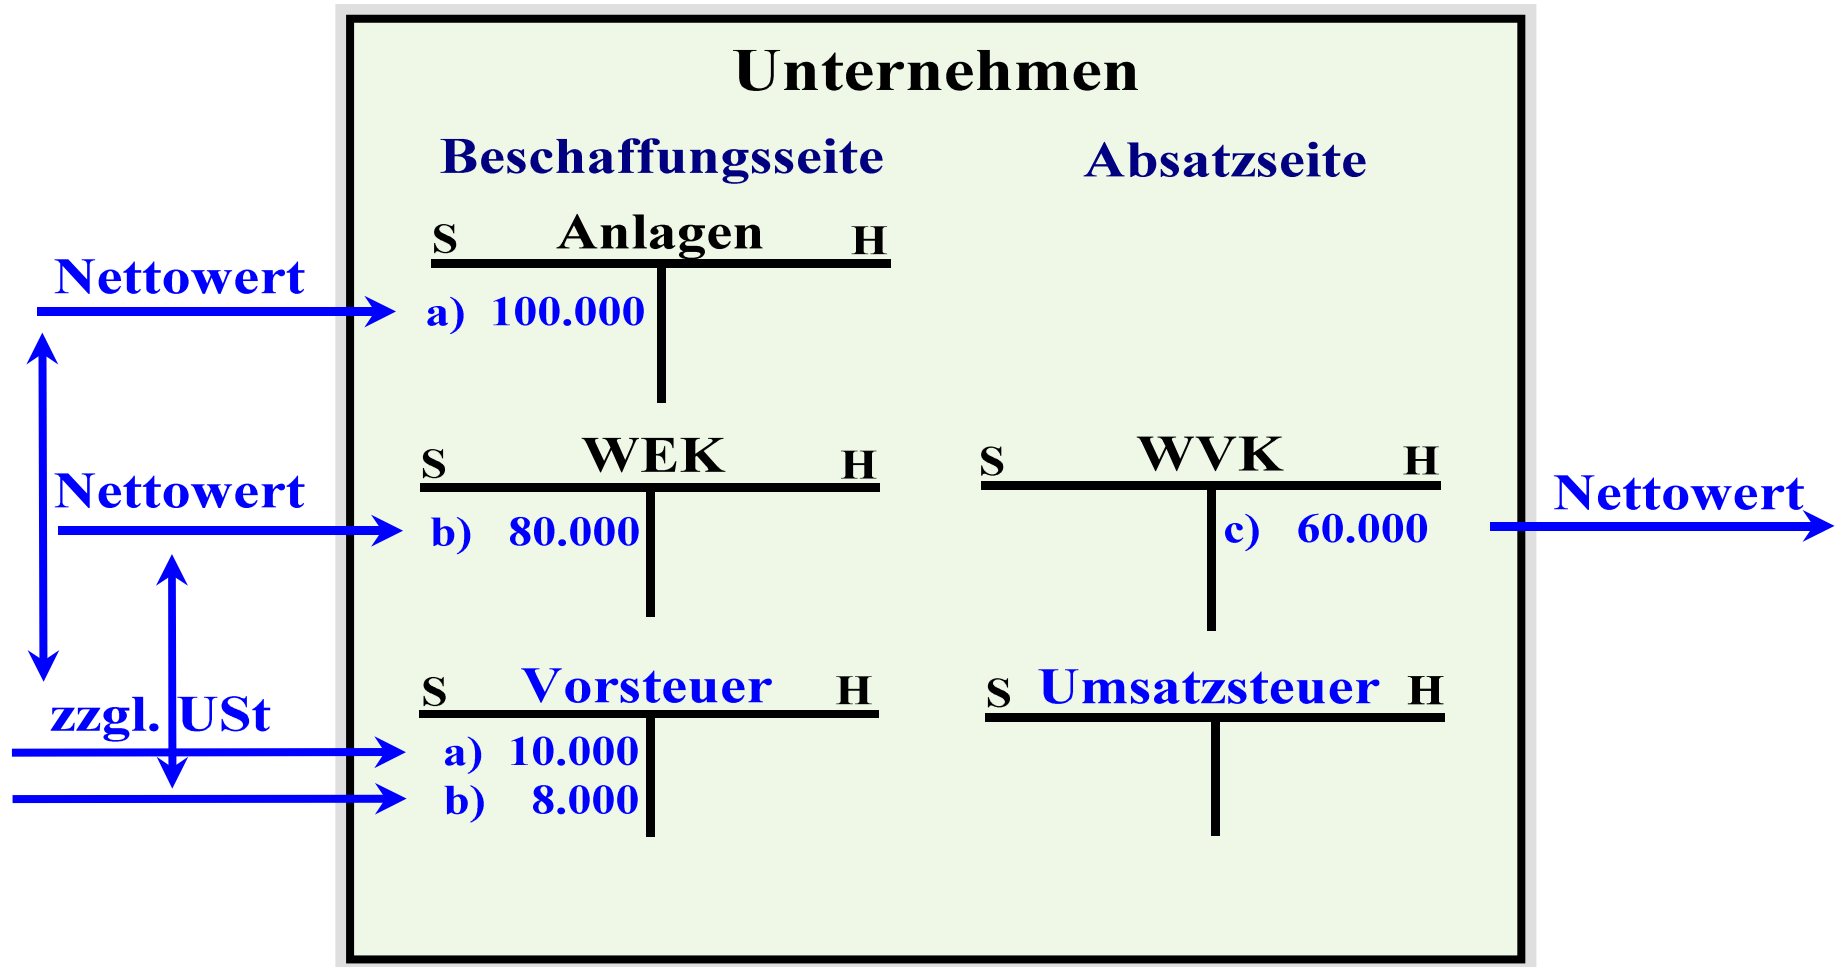 Unternehmen
Beschaffungsseite
Absatzseite
S Anlagen H
Nettowert
a) 100.000
S WEK H
S WVK H
Nettowert
b) 80.000
c) 60.000
Nettowert
S Vorsteuer H
S Umsatzsteuer H
zzgl. USt
a) 10.000
b) 8.000